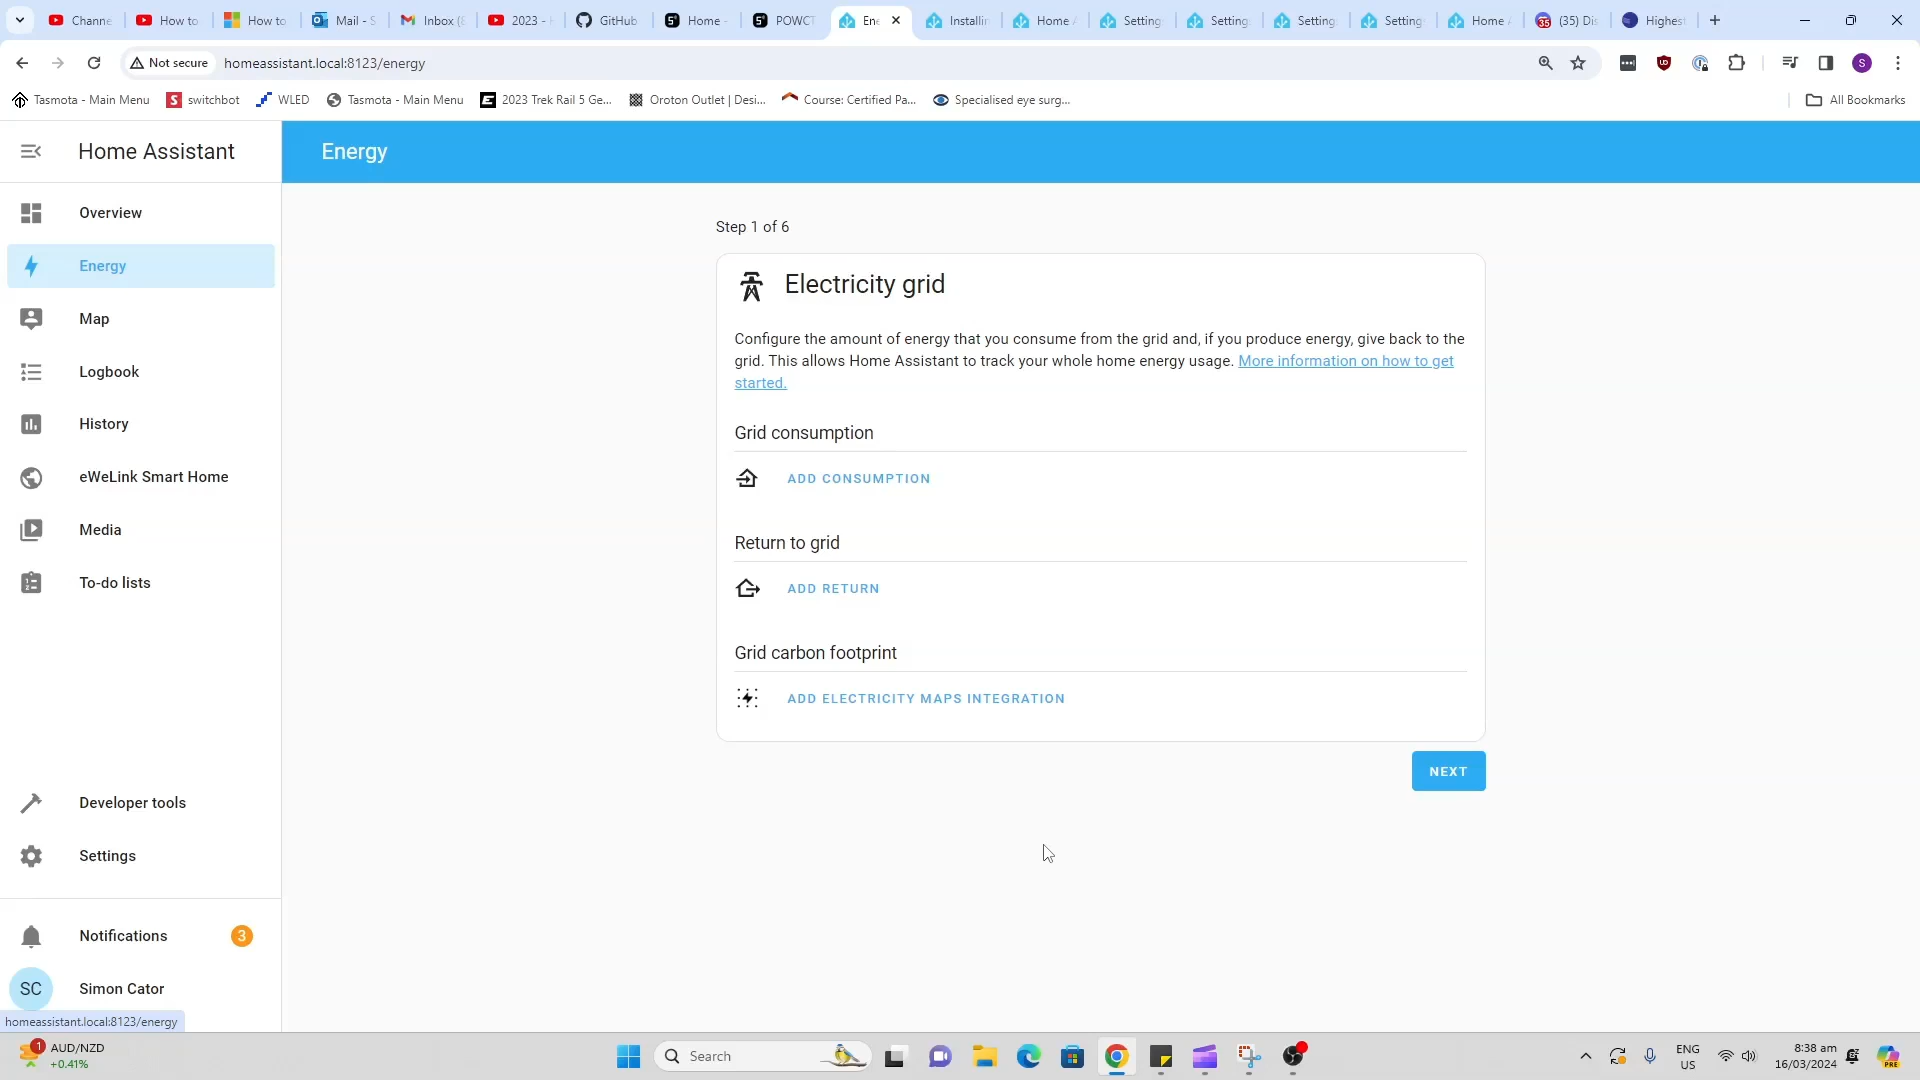 Channe
How to
How to
Mail - S
Inbox (8
2023 - H
GitHub
Home -
POWCT
Ene
Installin
Home A
Setting
Setting
Setting
Setting
Home A
(35) Dis
Highest
Not secure
homeassistant.local:8123/energy
Tasmota - Main Menu
switchbot
WLED
Tasmota - Main Menu
2023 Trek Rail 5 Ge...
Oroton Outlet | Desi...
Course: Certified Pa...
Specialised eye surg...
All Bookmarks
Home Assistant
Energy
Overview
Energy
Map
Logbook
History
eWeLink Smart Home
Media
To-do lists
Developer tools
Settings
Notifications
3
SC
Simon Cator
homeassistant.local:8123/energy
Step 1 of 6
Electricity grid
Configure the amount of energy that you consume from the grid and, if you produce energy, give back to the
grid. This allows Home Assistant to track your whole home energy usage. More information on how to get
started.
Grid consumption
ADD CONSUMPTION
Return to grid
ADD RETURN
Grid carbon footprint
ADD ELECTRICITY MAPS INTEGRATION
NEXT
1
AUD/NZD
+0.41%
Search
ENG
US
8:38 am
16/03/2024
PRE